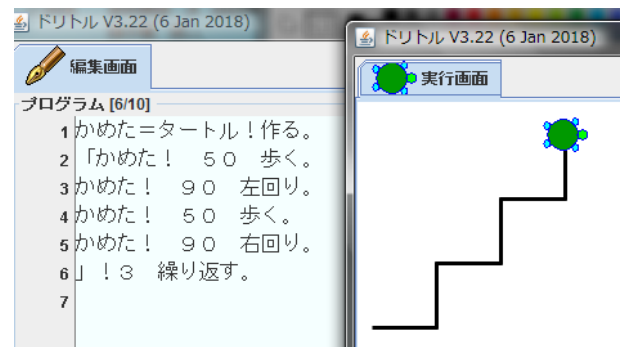 ドリトル V3.22 (6 Jan 2018)
編集画面
プログラム [6/10]
1 かめた＝タートル！作る。
2 「かめた！　５０　歩く。
3 かめた！　９０　左回り。
4 かめた！　５０　歩く。
5 かめた！　９０　右回り。
6 」！３　繰り返す。
7
ドリトル V3.22 (6 Jan 2018)
実行画面